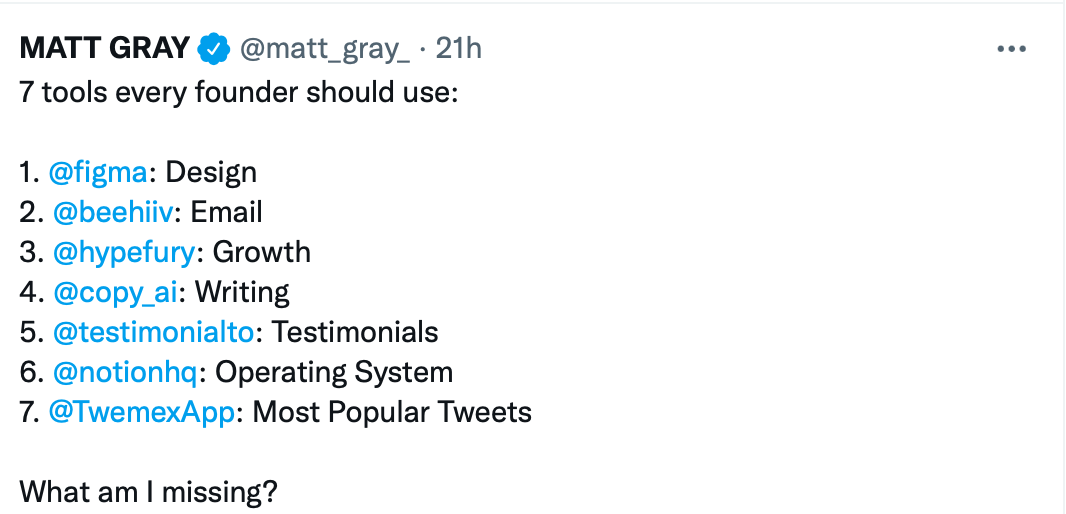 MATT GRAY @matt_gray_ · 21h
7 tools every founder should use:
1. @figma: Design
2. @beehiiv: Email
3. @hypefury: Growth
4. @copy_ai: Writing
5. @testimonialto: Testimonials
6. @notionhq: Operating System
7. @TwemexApp: Most Popular Tweets
What am I missing?